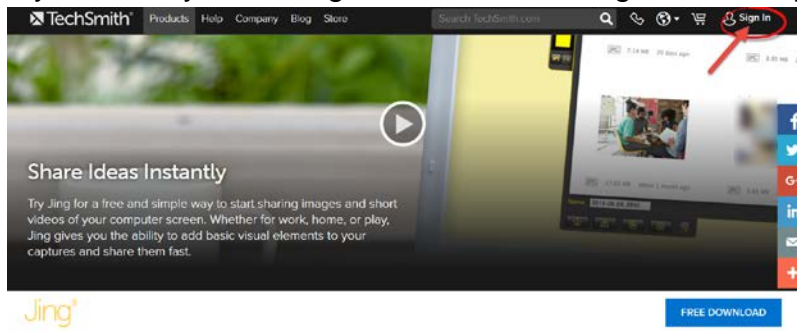 TechSmith® Products Help Company Blog Store Search TechSmith.com Sign In
Share Ideas Instantly
Try Jing for a free and simple way to start sharing images and short
videos of your computer screen. Whether for work, home, or play,
Jing gives you the ability to add basic visual elements to your
captures and share them fast.
Jing®
FREE DOWNLOAD